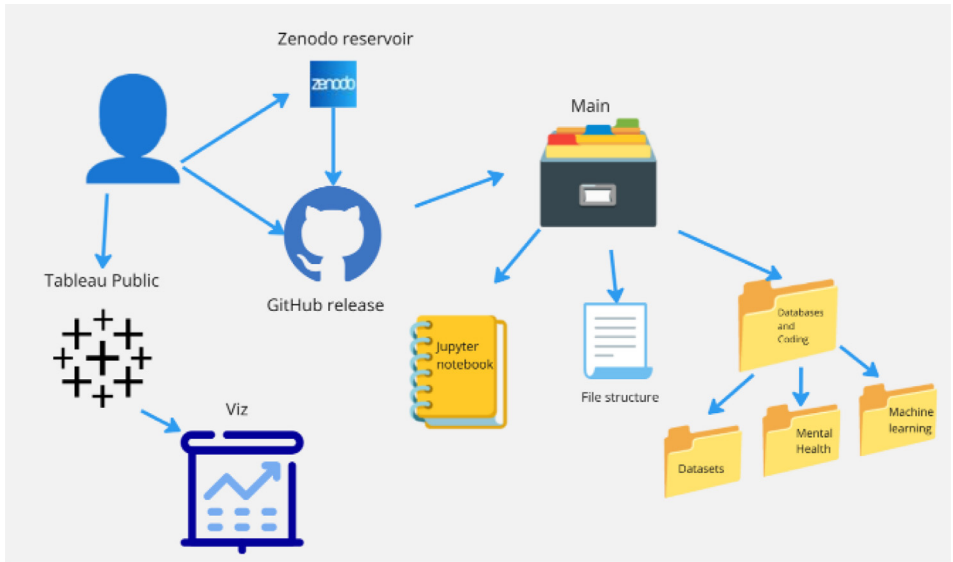 Zenodo reservoir
zenodo
Main
Tableau Public
GitHub release
Jupyter
notebook
File structure
Databases
and
Coding
Viz
Datasets
Mental
Health
Machine
learning